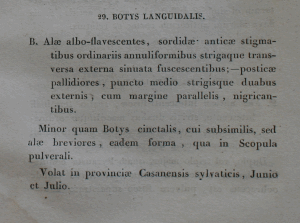 29. BOTYS LANGUIDALIS.
B. Alæ albo-flavescentes, sordidæ· anticæ stigma-
tibus ordinariis annuliformibus strigaque trans-
versa externa sinuata fuscescentibus;—posticæ
pallidiores, puncto medio strigisque duabus
externis; cum margine parallelis, nigrican-
tibus.
Minor quam Botys cinctalis, cui subsimilis, sed
alæ breviores, eadem forma, qua in Scopula
pulverali.
Volat in provinciæ Casanensis sylvaticis, Junio
et Julio.